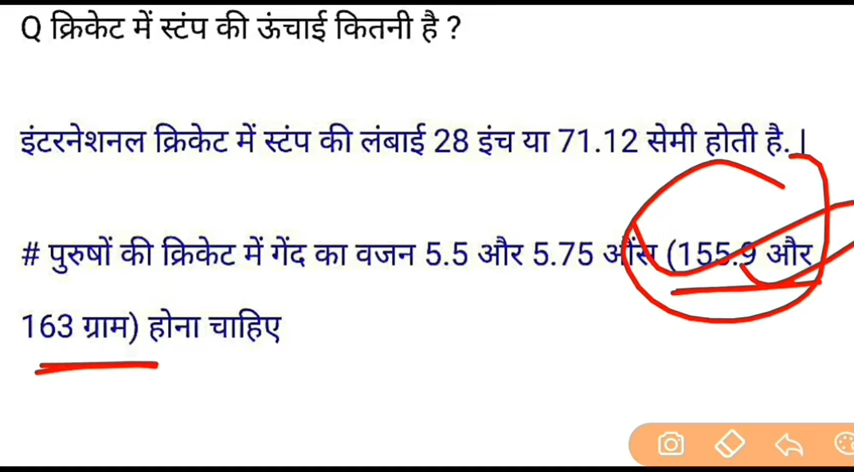 Q क्रिकेट में स्टंप की ऊंचाई कितनी है ?
इंटरनेशनल क्रिकेट में स्टंप की लंबाई 28 इंच या 71.12 सेमी होती है. |
# पुरुषों की क्रिकेट में गेंद का वजन 5.5 और 5.75 औंस (155.9 और
163 ग्राम) होना चाहिए